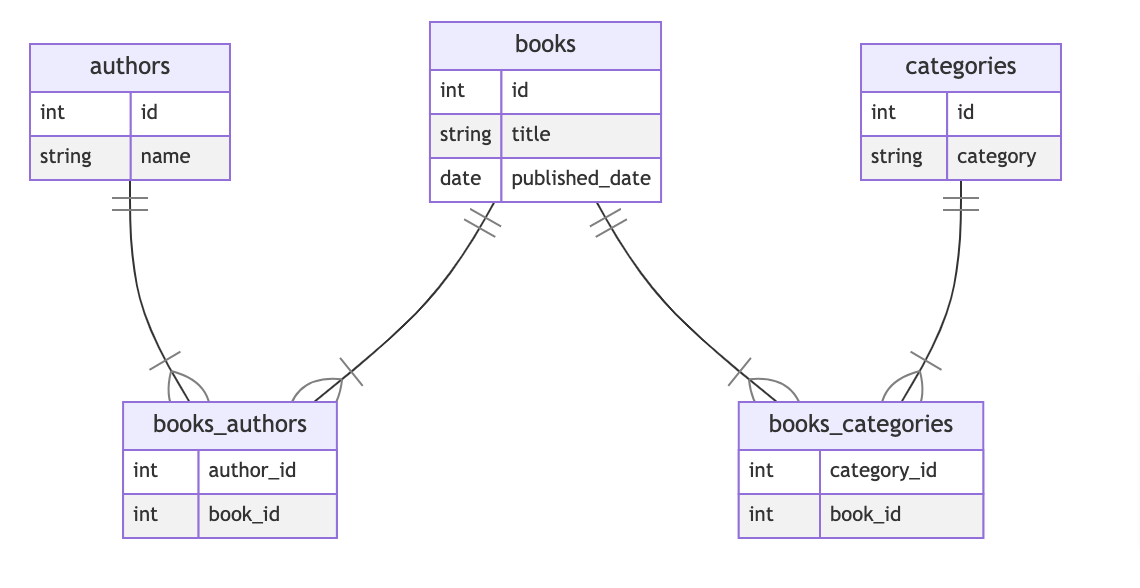 authors
int id
string name
books
int id
string title
date published_date
categories
int id
string category
books_authors
int author_id
int book_id
books_categories
int category_id
int book_id